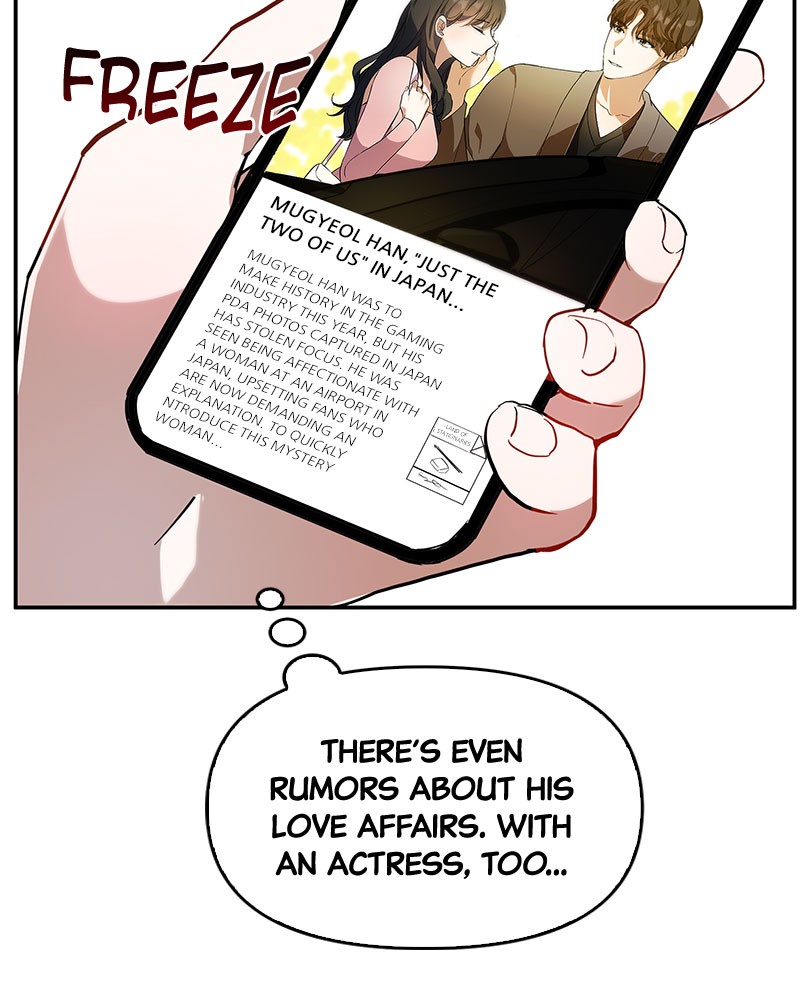 FREEZE
MUGYEOL HAN, "JUST THE
TWO OF US" IN JAPAN...
MUGYEOL HAN WAS TO
MAKE HISTORY IN THE GAMING
INDUSTRY THIS YEAR, BUT HIS
PDA PHOTOS CAPTURED IN JAPAN
HAS STOLEN FOCUS. HE WAS
SEEN BEING AFFECTIONATE WITH
A WOMAN AT AN AIRPORT IN
JAPAN, UPSETTING FANS WHO
ARE NOW DEMANDING AN
EXPLANATION. TO QUICKLY
NTRODUCE THIS MYSTERY
WOMAN...
LAND OF
STATIONARIES
THERE'S EVEN
RUMORS ABOUT HIS
LOVE AFFAIRS. WITH
AN ACTRESS, TOO...